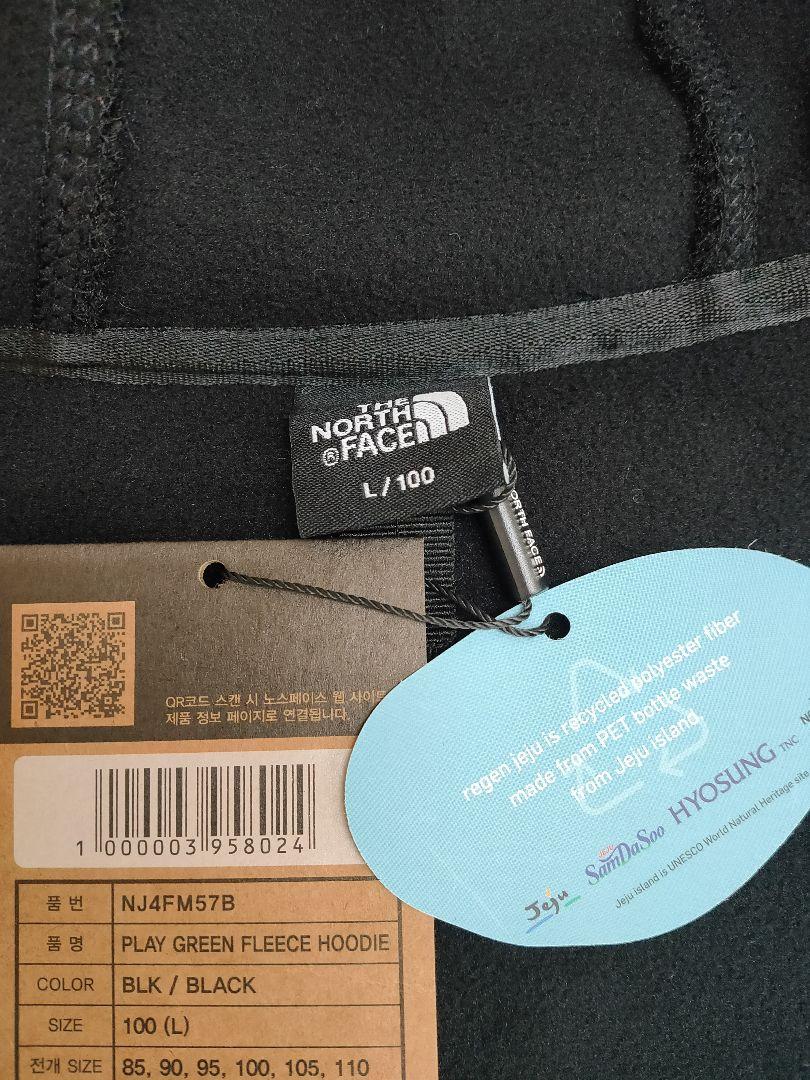 THE
NORTH
®FACE
L / 100
NORTH FACE
QR코드 스캔 시 노스페이스 웹 사이트
제품 정보 페이지로 연결됩니다.
1 000003 958024
품 번 NJ4FM57B
품 명 PLAY GREEN FLEECE HOODIE
COLOR BLK / BLACK
SIZE 100 (L)
전개 SIZE 85, 90, 95, 100, 105, 110
regen jeju is recycled polyester fiber
made from PET bottle waste
from Jeju island
Jeju JEJU SamDaSoo HYOSUNG TNC
Jeju island is UNESCO World Natural Heritage site